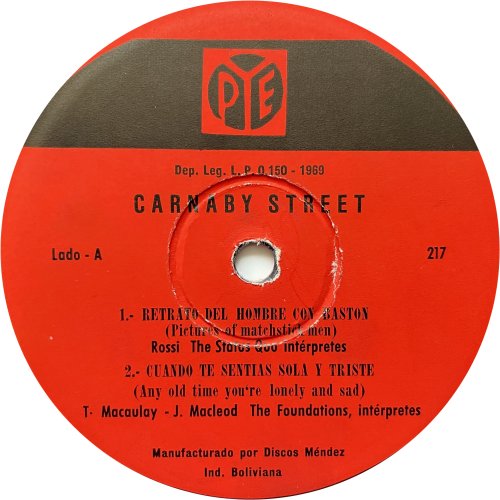 PYE
Dep. Leg. L. P. 0150 - 1969
CARNABY STREET
Lado - A
217
1.- RETRATO DEL HOMBRE CON BASTON
(Pictures of matchstick men)
Rossi The Status Quo intérpretes
2.- CUANDO TE SENTIAS SOLA Y TRISTE
(Any old time you're lonely and sad)
T. Macaulay - J. Macleod The Foundations, intérpretes
Manufacturado por Discos Méndez
Ind. Boliviana